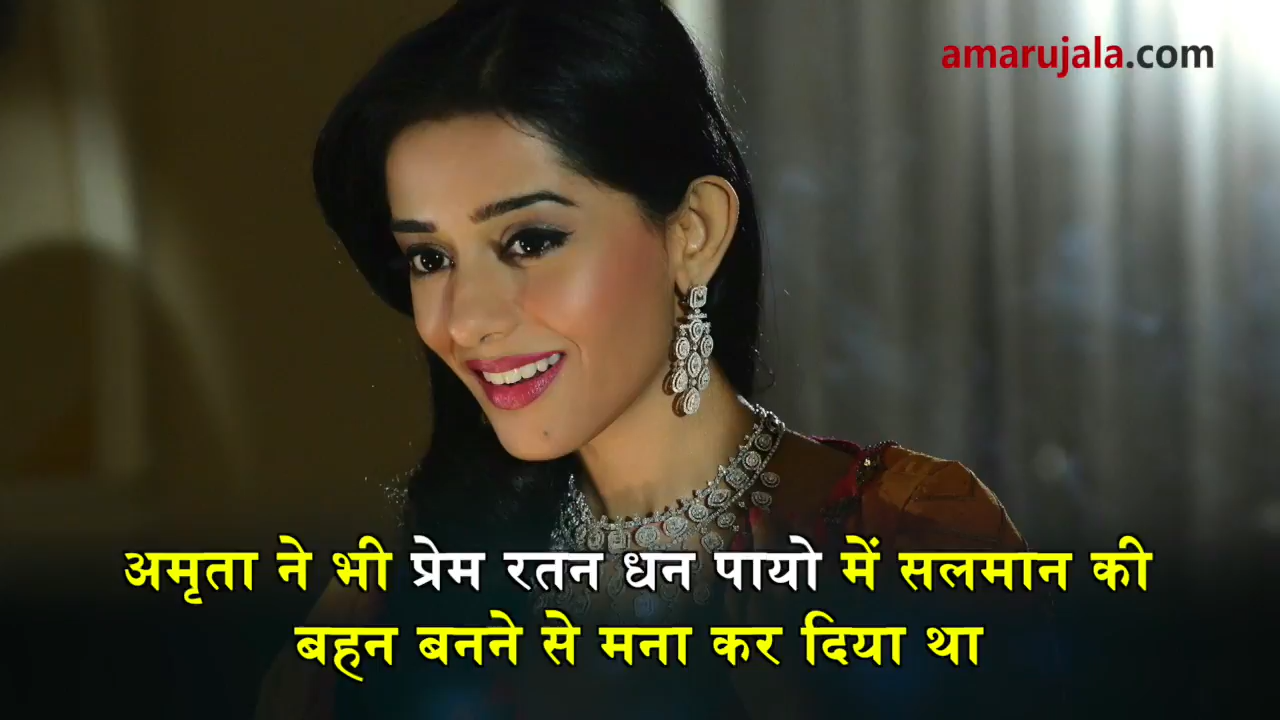 amarujala.com
अमृता ने भी प्रेम रतन धन पायो में सलमान की
बहन बनने से मना कर दिया था